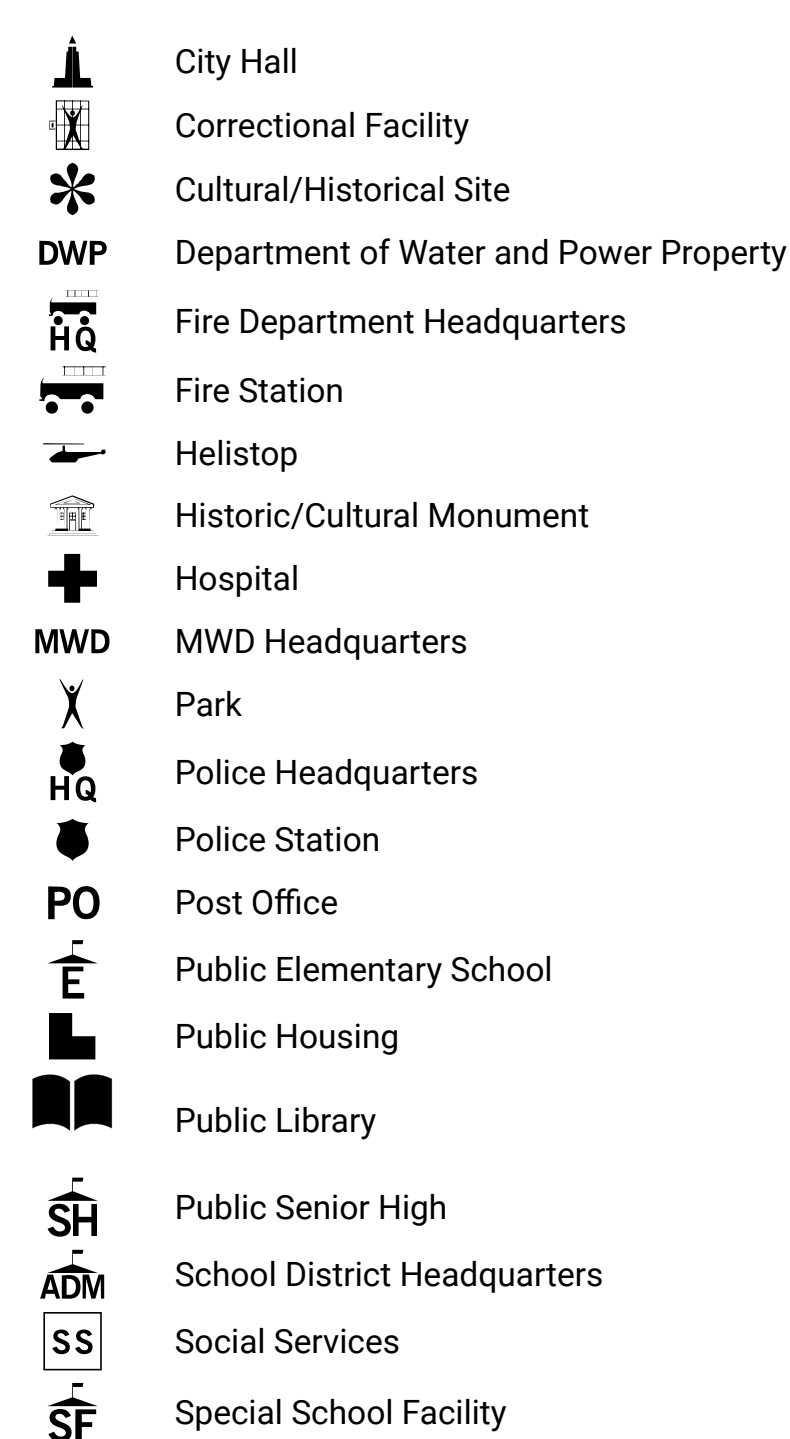 City Hall
Correctional Facility
Cultural/Historical Site
DWP Department of Water and Power Property
HQ Fire Department Headquarters
Fire Station
Helistop
Historic/Cultural Monument
Hospital
MWD MWD Headquarters
Park
HQ Police Headquarters
Police Station
PO Post Office
E Public Elementary School
Public Housing
Public Library
SH Public Senior High
ADM School District Headquarters
SS Social Services
SF Special School Facility